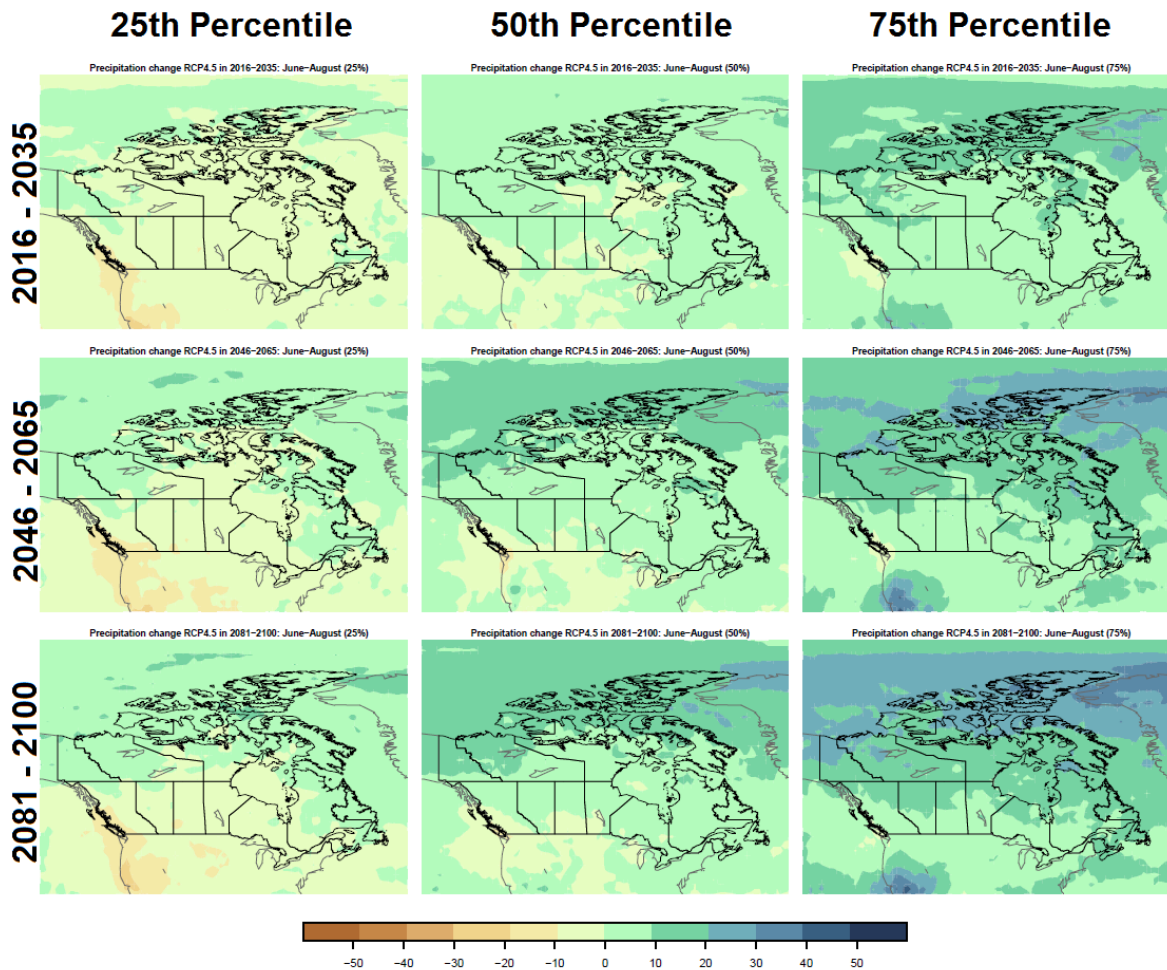 25th Percentile
50th Percentile
75th Percentile
2016 - 2035
Precipitation change RCP4.5 in 2016−2035: June−August (25%)
Precipitation change RCP4.5 in 2016−2035: June−August (50%)
Precipitation change RCP4.5 in 2016−2035: June−August (75%)
2046 - 2065
Precipitation change RCP4.5 in 2046−2065: June−August (25%)
Precipitation change RCP4.5 in 2046−2065: June−August (50%)
Precipitation change RCP4.5 in 2046−2065: June−August (75%)
2081 - 2100
Precipitation change RCP4.5 in 2081−2100: June−August (25%)
Precipitation change RCP4.5 in 2081−2100: June−August (50%)
Precipitation change RCP4.5 in 2081−2100: June−August (75%)
−50 −40 −30 −20 −10 0 10 20 30 40 50